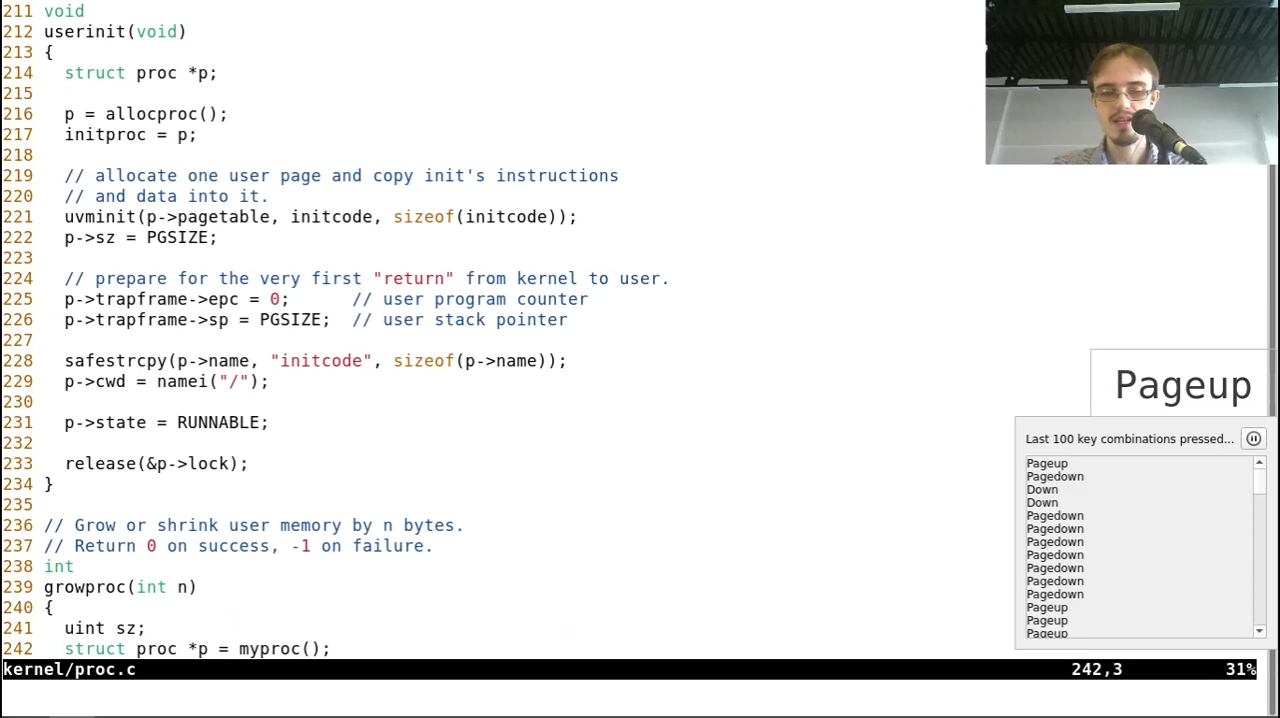 211 void
212 userinit(void)
213 {
214   struct proc *p;
215
216   p = allocproc();
217   initproc = p;
218
219   // allocate one user page and copy init's instructions
220   // and data into it.
221   uvminit(p->pagetable, initcode, sizeof(initcode));
222   p->sz = PGSIZE;
223
224   // prepare for the very first "return" from kernel to user.
225   p->trapframe->epc = 0;      // user program counter
226   p->trapframe->sp = PGSIZE;  // user stack pointer
227
228   safestrcpy(p->name, "initcode", sizeof(p->name));
229   p->cwd = namei("/");
230
231   p->state = RUNNABLE;
232
233   release(&p->lock);
234 }
235
236 // Grow or shrink user memory by n bytes.
237 // Return 0 on success, -1 on failure.
238 int
239 growproc(int n)
240 {
241   uint sz;
242   struct proc *p = myproc();
kernel/proc.c 242,3 31%
Pageup
Last 100 key combinations pressed...
Pageup
Pagedown
Down
Down
Pagedown
Pagedown
Pagedown
Pagedown
Pagedown
Pagedown
Pagedown
Pageup
Pageup
Pageup